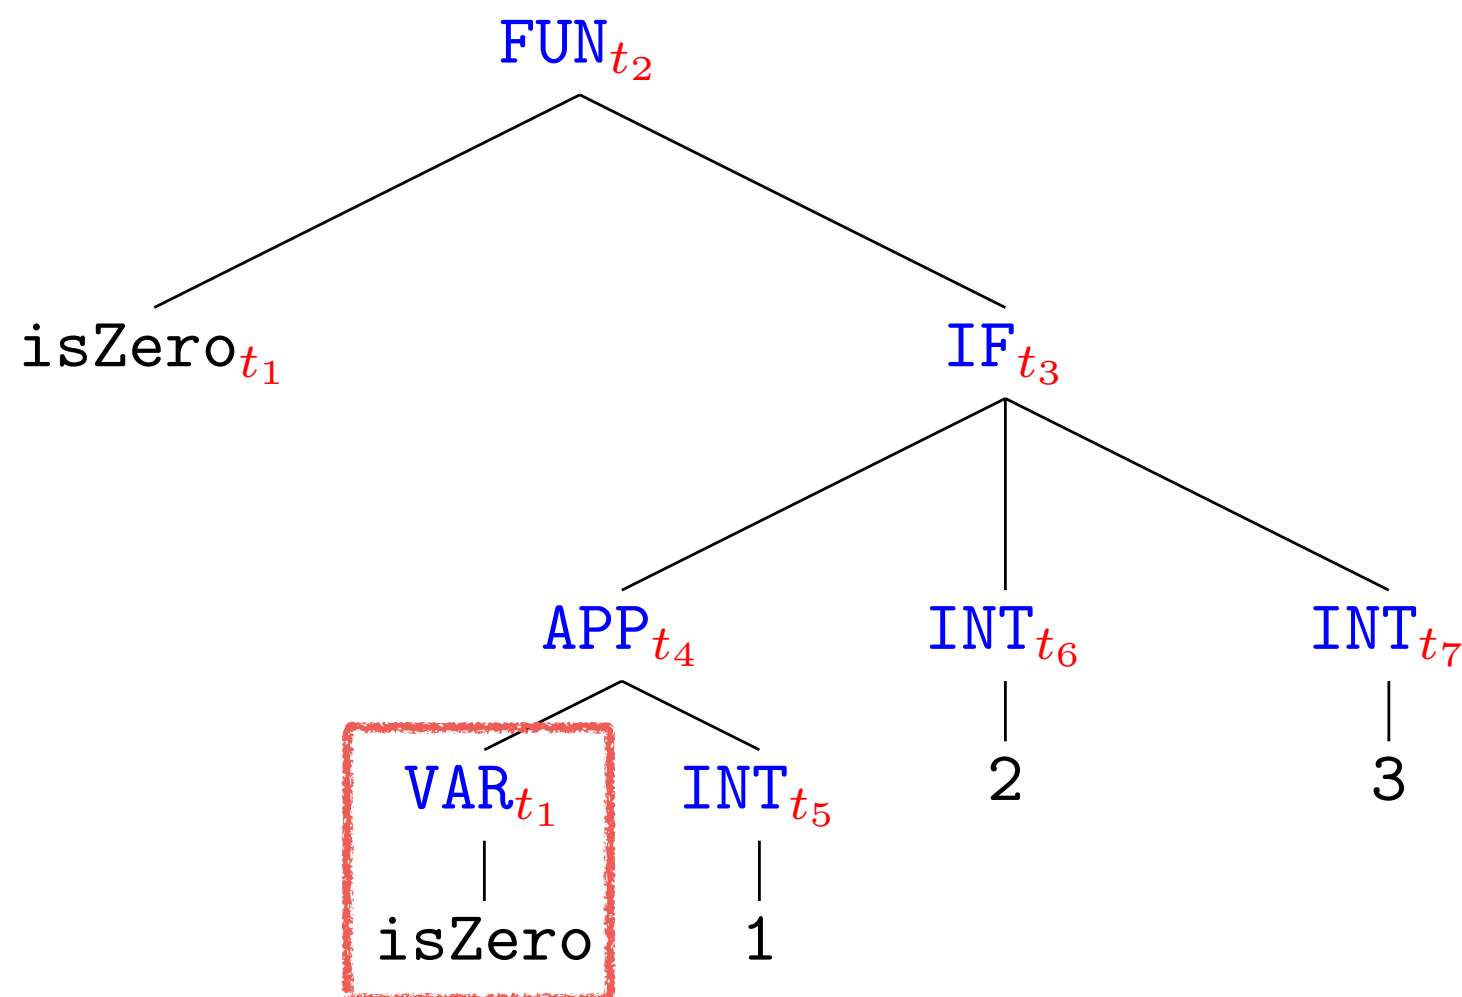 FUN t₂
isZero t₁ IF t₃
APP t₄ INT t₆ INT t₇
VAR t₁ INT t₅ 2 3
isZero 1